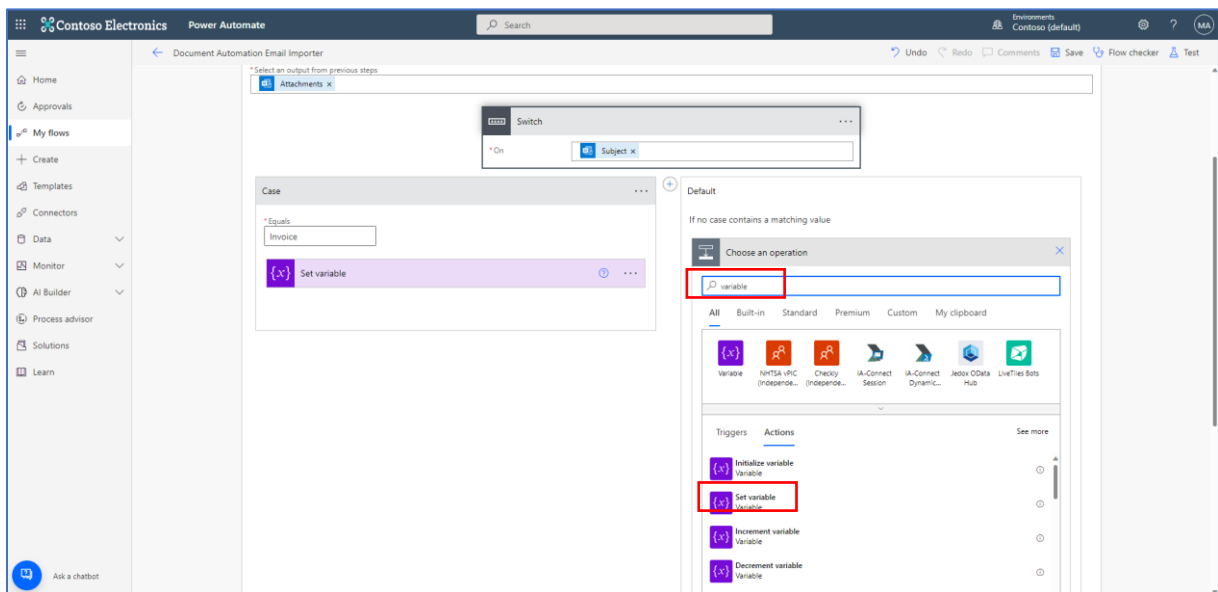 Contoso Electronics Power Automate
Search
Environments
Contoso (default)
MA
Document Automation Email Importer
Undo Redo Comments Save Flow checker Test
Home
Approvals
My flows
Create
Templates
Connectors
Data
Monitor
AI Builder
Process advisor
Solutions
Learn
Ask a chatbot
*Select an output from previous steps
Attachments ×
Switch
*On
Subject ×
Case
*Equals
Invoice
{x} Set variable
Default
If no case contains a matching value
Choose an operation
variable
All Built-in Standard Premium Custom My clipboard
{x}
Variable
NHTSA vPIC
(Independe...
Checkly
(Independe...
IA-Connect
Session
IA-Connect
Dynamic...
Jedox OData
Hub
LiveTiles Bots
Triggers Actions See more
{x} Initialize variable
Variable
{x} Set variable
Variable
{x} Increment variable
Variable
{x} Decrement variable
Variable